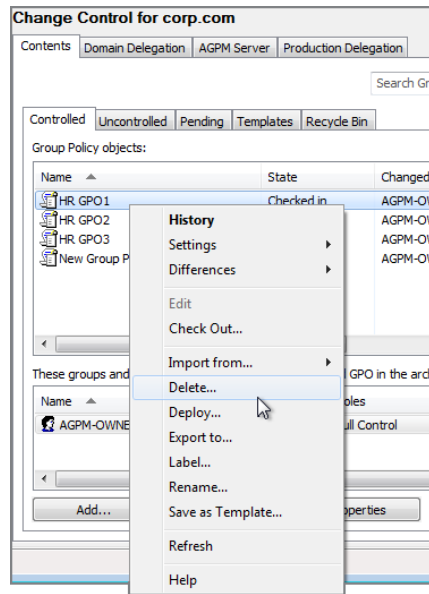 Change Control for corp.com
Contents Domain Delegation AGPM Server Production Delegation
Search Gr
Controlled Uncontrolled Pending Templates Recycle Bin
Group Policy objects:
Name State Changed
HR GPO1 Checked in AGPM-OW
HR GPO2 AGPM-OW
HR GPO3 AGPM-OW
New Group P AGPM-OW
History
Settings
Differences
Edit
Check Out...
Import from...
Delete...
Deploy...
Export to...
Label...
Rename...
Save as Template...
Refresh
Help
These groups and GPO in the arch
Name oles
AGPM-OWNE ull Control
Add... operties